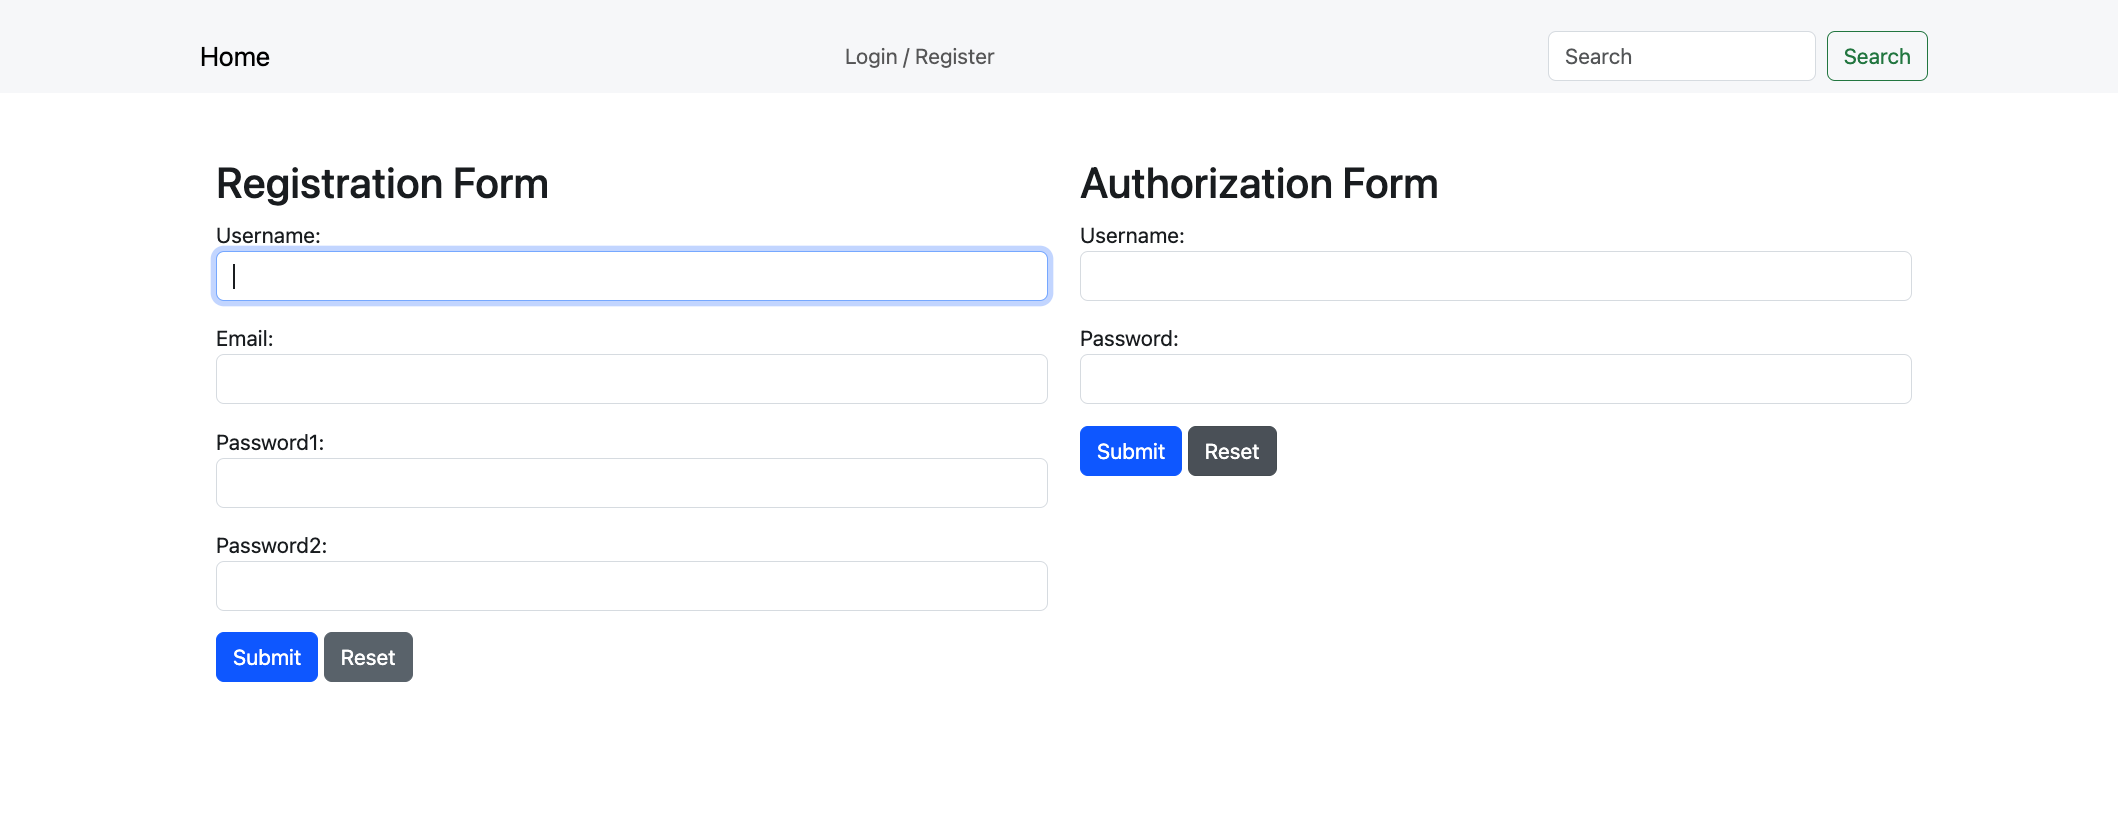 Home
Login / Register
Search
Search
Registration Form
Username:
Email:
Password1:
Password2:
Submit
Reset
Authorization Form
Username:
Password:
Submit
Reset